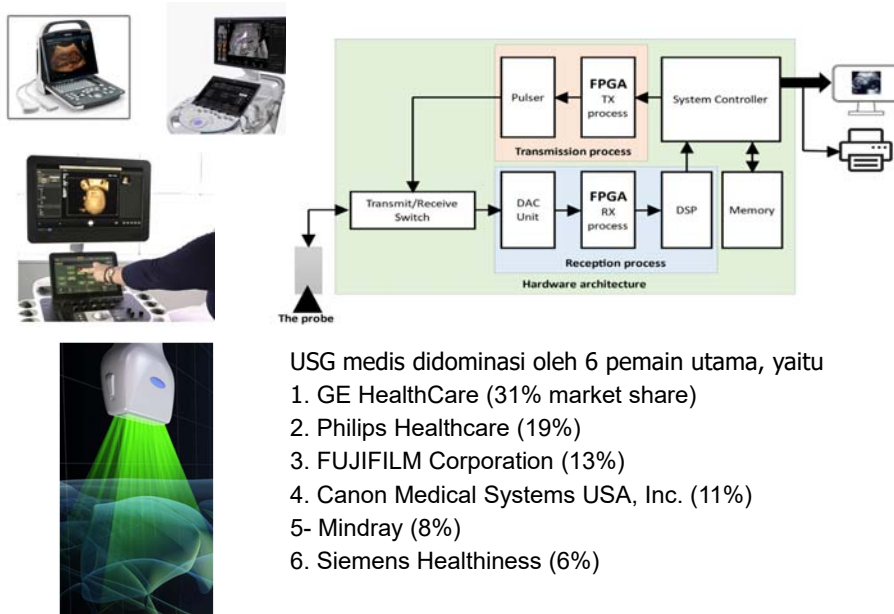 Pulser
FPGA
TX
process
System Controller
Transmission process
Transmit/Receive
Switch
DAC
Unit
FPGA
RX
process
DSP
Memory
Reception process
Hardware architecture
The probe
USG medis didominasi oleh 6 pemain utama, yaitu
1. GE HealthCare (31% market share)
2. Philips Healthcare (19%)
3. FUJIFILM Corporation (13%)
4. Canon Medical Systems USA, Inc. (11%)
5- Mindray (8%)
6. Siemens Healthiness (6%)